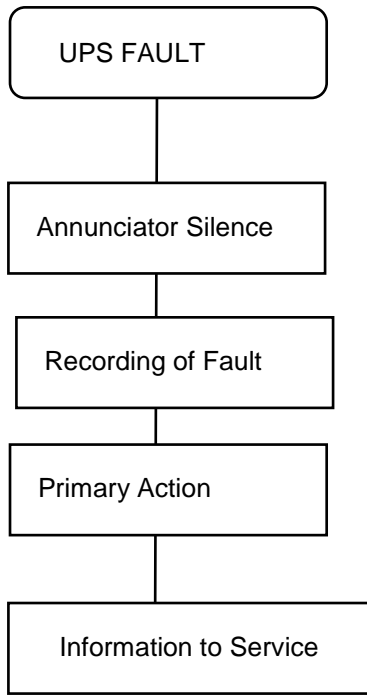 UPS FAULT
Annunciator Silence
Recording of Fault
Primary Action
Information to Service